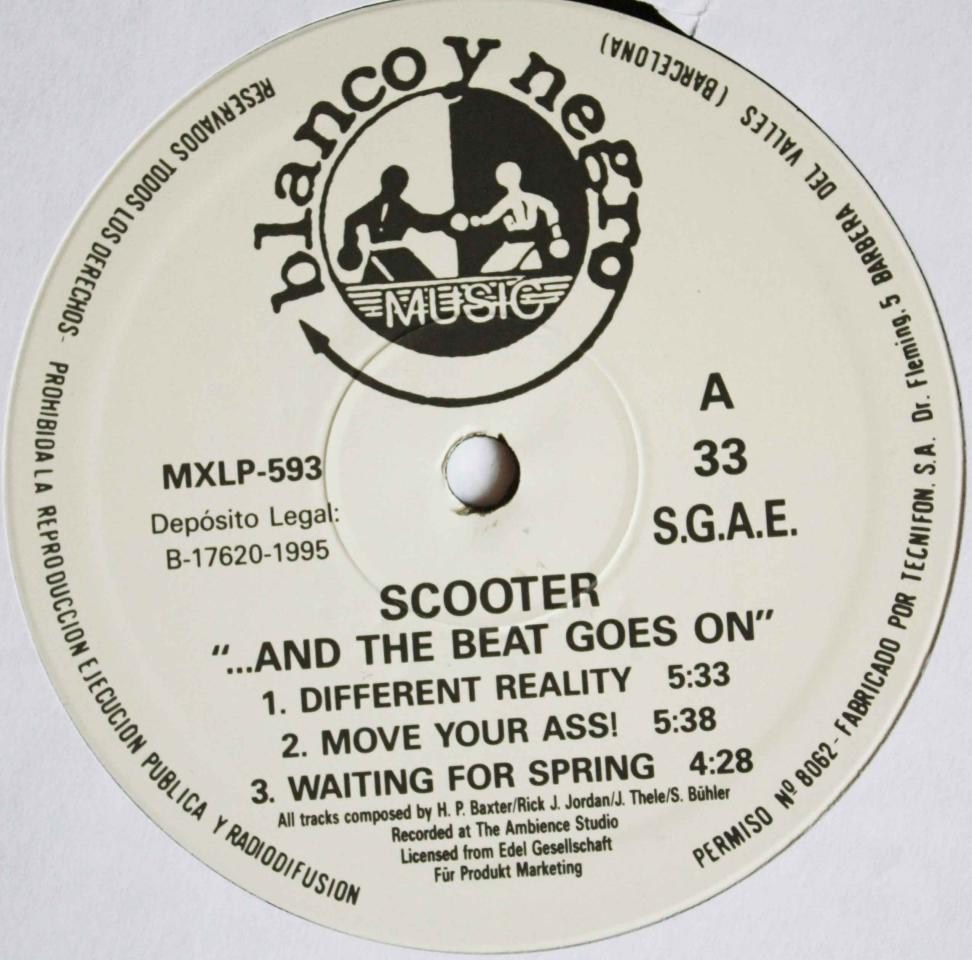 blanco y negro
MUSIC
A
33
S.G.A.E.
MXLP-593
Depósito Legal:
B-17620-1995
SCOOTER
“...AND THE BEAT GOES ON”
1. DIFFERENT REALITY 5:33
2. MOVE YOUR ASS! 5:38
3. WAITING FOR SPRING 4:28
All tracks composed by H. P. Baxter/Rick J. Jordan/J. Thele/S. Bühler
Recorded at The Ambience Studio
Licensed from Edel Gesellschaft
Für Produkt Marketing
RESERVADOS TODOS LOS DERECHOS- PROHIBIDA LA REPRODUCCION EJECUCION PUBLICA Y RADIODIFUSION
PERMISO Nº 8062 - FABRICADO POR TECNIFON, S.A. Dr. Fleming, 5 BARBERA DEL VALLES (BARCELONA)